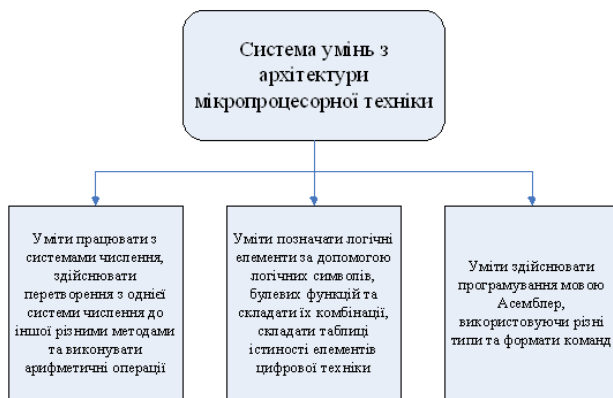 Система умінь з
архітектури
мікропроцесорної техніки
Уміти працювати з
системами числення,
здійснювати
перетворення з однієї
системи числення до
іншої різними методами
та виконувати
арифметичні операції
Уміти позначати логічні
елементи за допомогою
логічних символів,
булевих функцій та
складати їх комбінації,
складати таблиці
істиності елементів
цифрової техніки
Уміти здійснювати
програмування мовою
Асемблер,
використовуючи різні
типи та формати команд